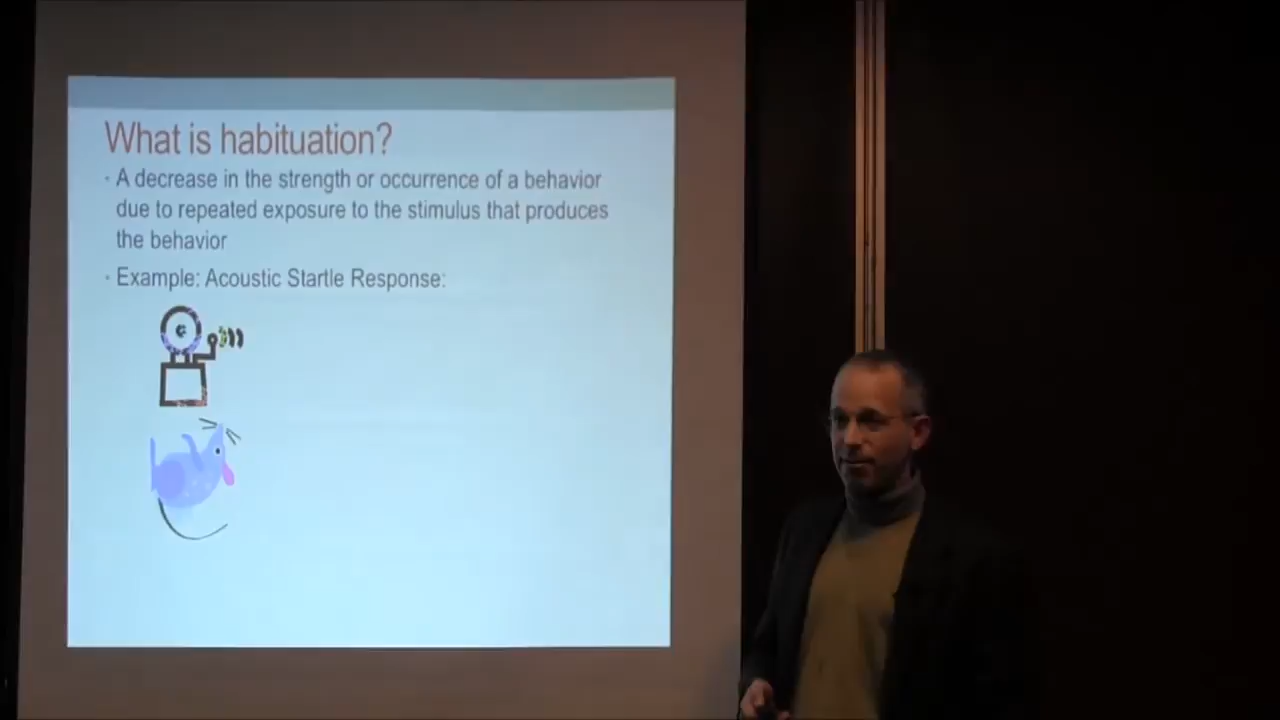 What is habituation?
· A decrease in the strength or occurrence of a behavior
due to repeated exposure to the stimulus that produces
the behavior
· Example: Acoustic Startle Response: